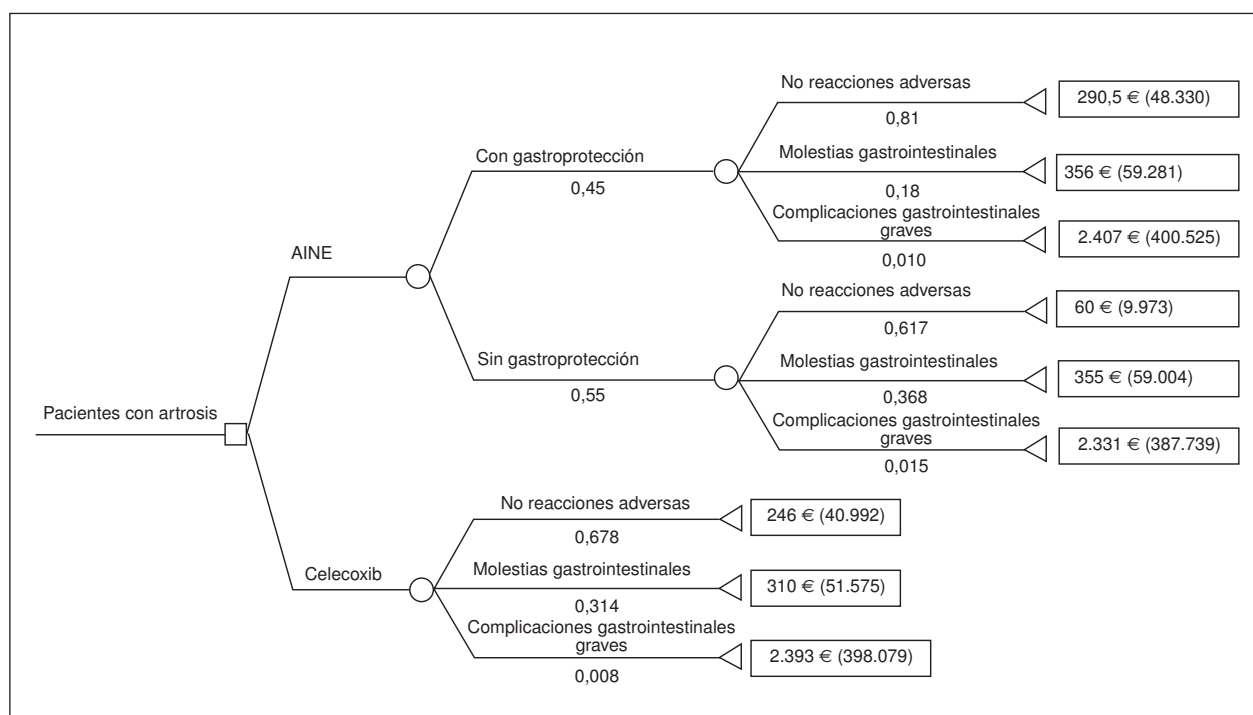 No reacciones adversas
290,5 € (48.330)
0,81
Con gastroprotección
Molestias gastrointestinales
356 € (59.281)
0,45
0,18
Complicaciones gastrointestinales
graves
2.407 € (400.525)
0,010
AINE
No reacciones adversas
60 € (9.973)
0,617
Sin gastroprotección
Molestias gastrointestinales
355 € (59.004)
0,55
0,368
Complicaciones gastrointestinales
graves
2.331 € (387.739)
0,015
Pacientes con artrosis
No reacciones adversas
246 € (40.992)
0,678
Celecoxib
Molestias gastrointestinales
310 € (51.575)
0,314
Complicaciones gastrointestinales
graves
2.393 € (398.079)
0,008